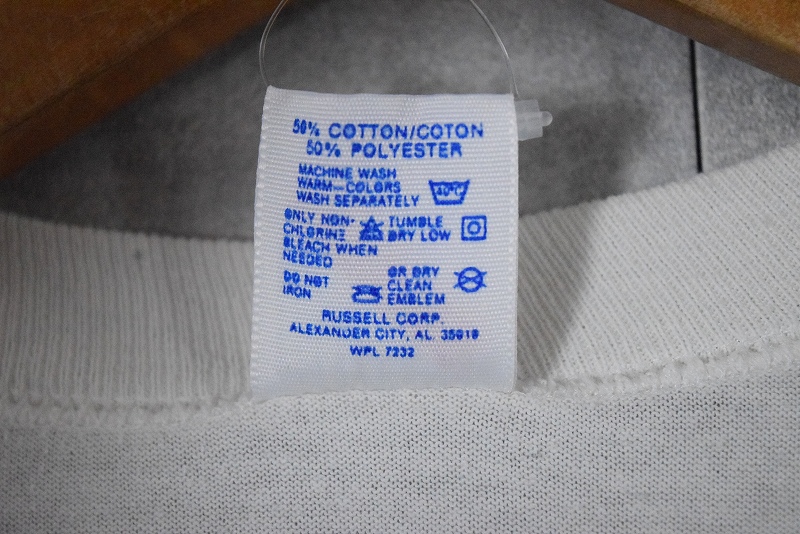 50% COTTON/COTON
50% POLYESTER
MACHINE WASH
WARM-COLORS
WASH SEPARATELY
40°C
ONLY NON-
CHLORINE
BLEACH WHEN
NEEDED
TUMBLE
DRY LOW
DO NOT
IRON
OR DRY
CLEAN
EMBLEM
RUSSELL CORP.
ALEXANDER CITY, AL 35010
WPL 7232